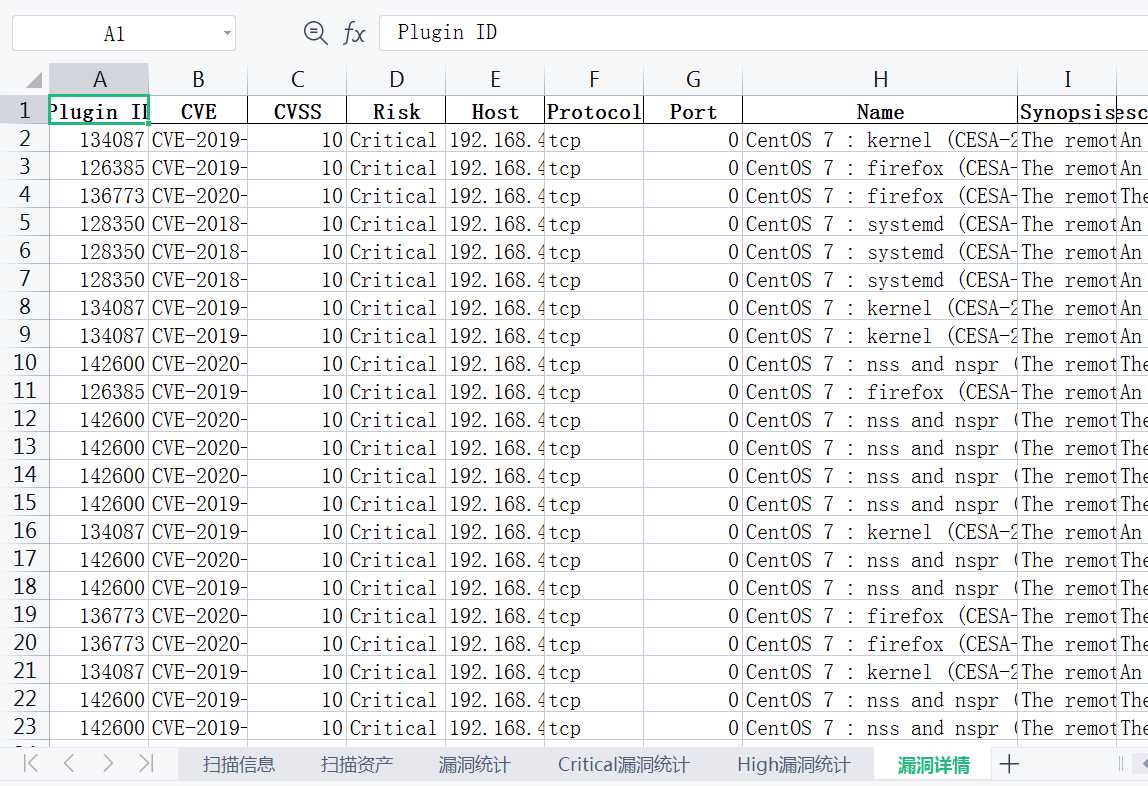 A1 fx Plugin ID
A B C D E F G H I
1 Plugin ID CVE CVSS Risk Host Protocol Port Name Synopsis esc
2 134087 CVE-2019- 10 Critical 192.168.4 tcp 0 CentOS 7 : kernel (CESA-2 The remot An
3 126385 CVE-2019- 10 Critical 192.168.4 tcp 0 CentOS 7 : firefox (CESA- The remot An
4 136773 CVE-2020- 10 Critical 192.168.4 tcp 0 CentOS 7 : firefox (CESA- The remot The
5 128350 CVE-2018- 10 Critical 192.168.4 tcp 0 CentOS 7 : systemd (CESA- The remot An
6 128350 CVE-2018- 10 Critical 192.168.4 tcp 0 CentOS 7 : systemd (CESA- The remot An
7 128350 CVE-2018- 10 Critical 192.168.4 tcp 0 CentOS 7 : systemd (CESA- The remot An
8 134087 CVE-2019- 10 Critical 192.168.4 tcp 0 CentOS 7 : kernel (CESA-2 The remot An
9 134087 CVE-2019- 10 Critical 192.168.4 tcp 0 CentOS 7 : kernel (CESA-2 The remot An
10 142600 CVE-2020- 10 Critical 192.168.4 tcp 0 CentOS 7 : nss and nspr ( The remot The
11 126385 CVE-2019- 10 Critical 192.168.4 tcp 0 CentOS 7 : firefox (CESA- The remot An
12 142600 CVE-2020- 10 Critical 192.168.4 tcp 0 CentOS 7 : nss and nspr ( The remot The
13 142600 CVE-2020- 10 Critical 192.168.4 tcp 0 CentOS 7 : nss and nspr ( The remot The
14 142600 CVE-2020- 10 Critical 192.168.4 tcp 0 CentOS 7 : nss and nspr ( The remot The
15 142600 CVE-2019- 10 Critical 192.168.4 tcp 0 CentOS 7 : nss and nspr ( The remot The
16 134087 CVE-2019- 10 Critical 192.168.4 tcp 0 CentOS 7 : kernel (CESA-2 The remot An
17 142600 CVE-2020- 10 Critical 192.168.4 tcp 0 CentOS 7 : nss and nspr ( The remot The
18 142600 CVE-2019- 10 Critical 192.168.4 tcp 0 CentOS 7 : nss and nspr ( The remot The
19 136773 CVE-2020- 10 Critical 192.168.4 tcp 0 CentOS 7 : firefox (CESA- The remot The
20 136773 CVE-2020- 10 Critical 192.168.4 tcp 0 CentOS 7 : firefox (CESA- The remot The
21 134087 CVE-2019- 10 Critical 192.168.4 tcp 0 CentOS 7 : kernel (CESA-2 The remot An
22 142600 CVE-2019- 10 Critical 192.168.4 tcp 0 CentOS 7 : nss and nspr ( The remot The
23 142600 CVE-2019- 10 Critical 192.168.4 tcp 0 CentOS 7 : nss and nspr ( The remot The
扫描信息 扫描资产 漏洞统计 Critical漏洞统计 High漏洞统计 漏洞详情